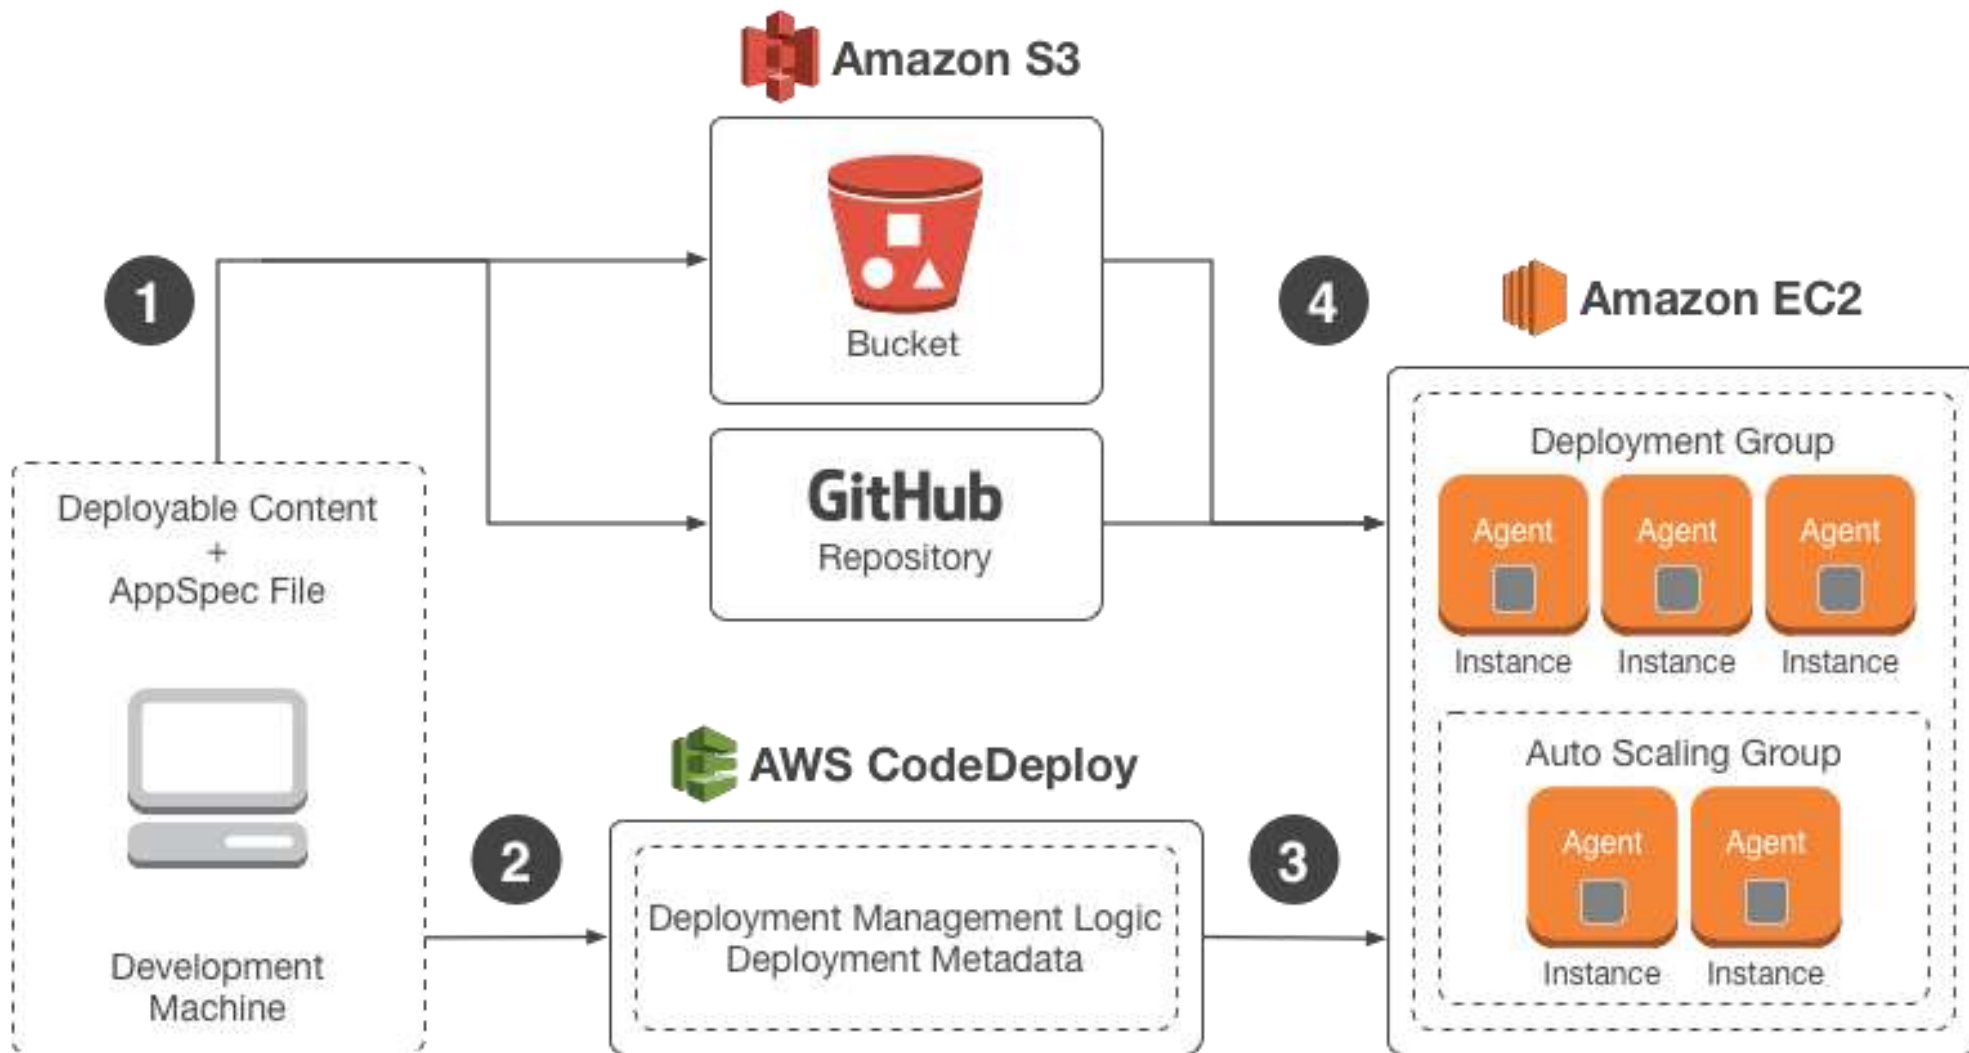 Amazon S3
Bucket
1
4
Amazon EC2
GitHub
Repository
Deployable Content
+
AppSpec File
Development
Machine
AWS CodeDeploy
2
Deployment Management Logic
Deployment Metadata
3
Deployment Group
Agent Agent Agent
Instance Instance Instance
Auto Scaling Group
Agent Agent
Instance Instance